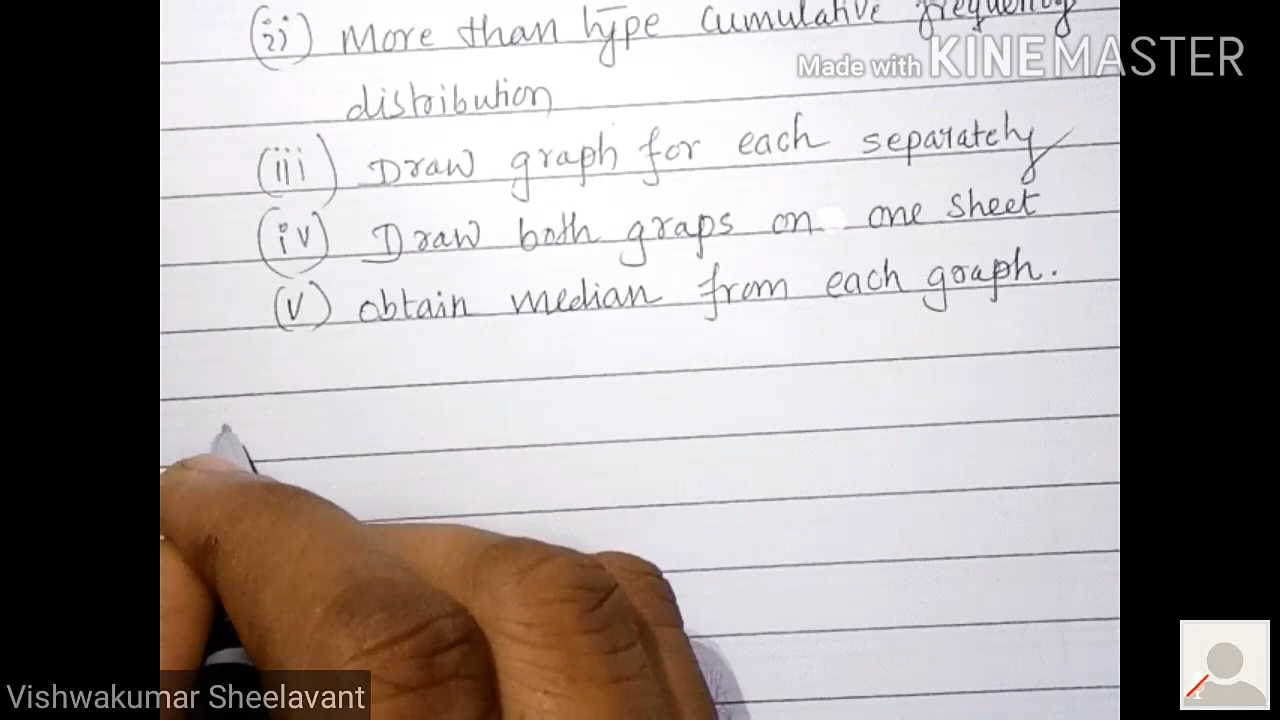 (ii) More than type cumulative frequency
Made with KINEMASTER
distribution
(iii) Draw graph for each separately
(iv) Draw both graps on one sheet
(v) obtain median from each graph.
Vishwakumar Sheelavant